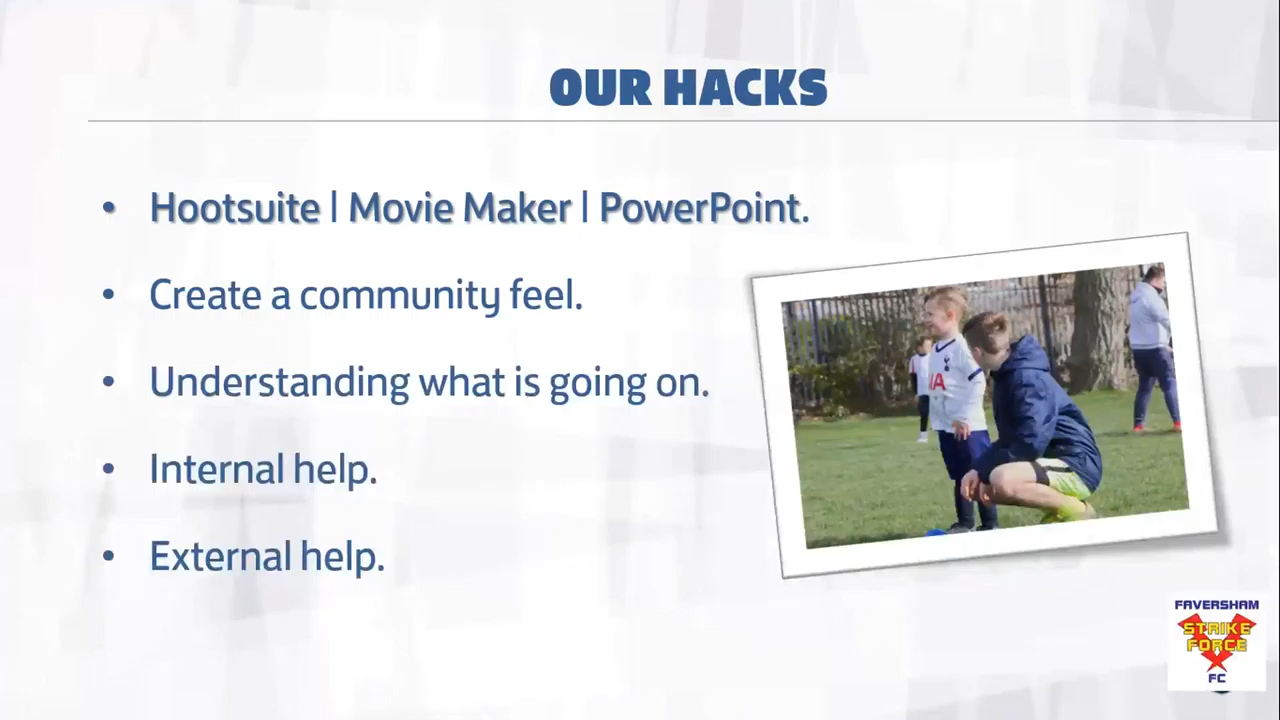 OUR HACKS
• Hootsuite | Movie Maker | PowerPoint.
• Create a community feel.
• Understanding what is going on.
• Internal help.
• External help.
IA
FAVERSHAM
STRIKE
FORCE
FC